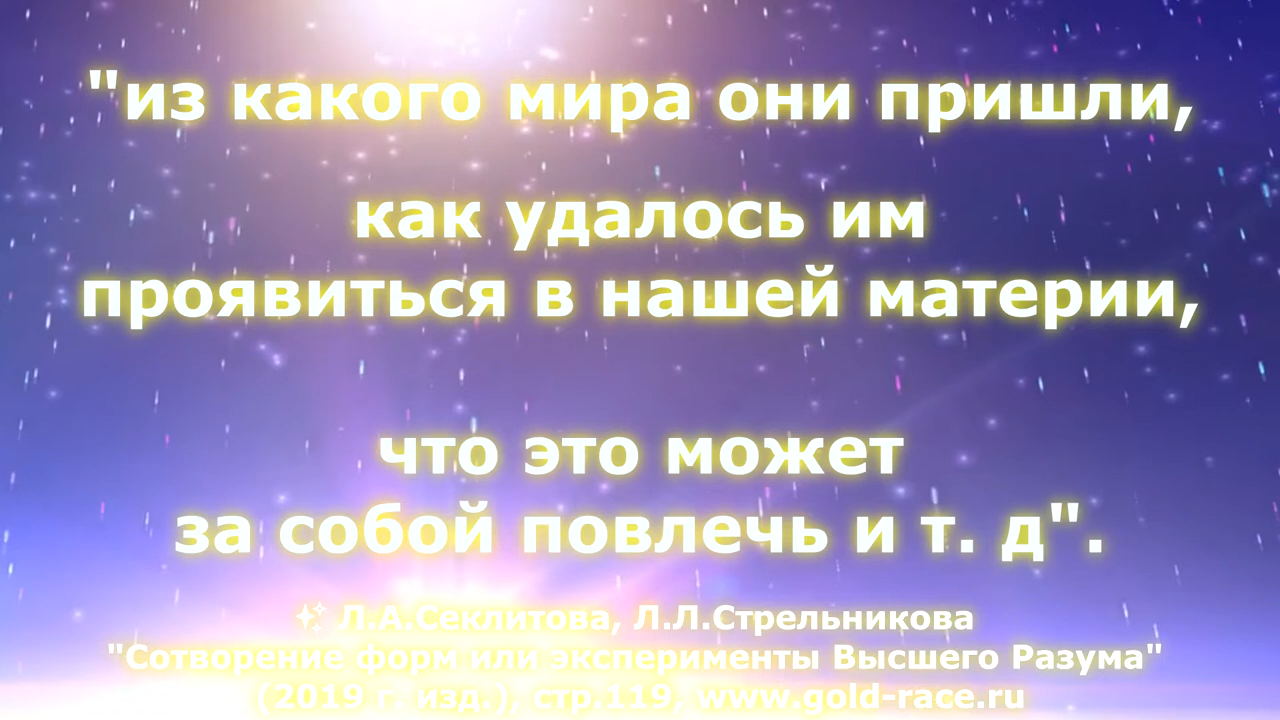 "из какого мира они пришли,
как удалось им
проявиться в нашей материи,
что это может
за собой повлечь и т. д".
✨ Л.А.Секлитова, Л.Л.Стрельникова
"Сотворение форм или эксперименты Высшего Разума"
(2019 г. изд.), стр.119, www.gold-race.ru